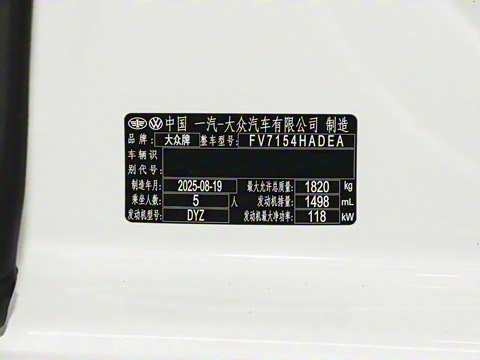 中国 一汽-大众汽车有限公司 制造
品牌: 大众牌 整车型号: FV7154HADEA
车辆识
别代号:
制造年月: 2025-08-19 最大允许总质量: 1820 kg
乘坐人数: 5 人 发动机排量: 1498 mL
发动机型号: DYZ 发动机最大净功率: 118 kW